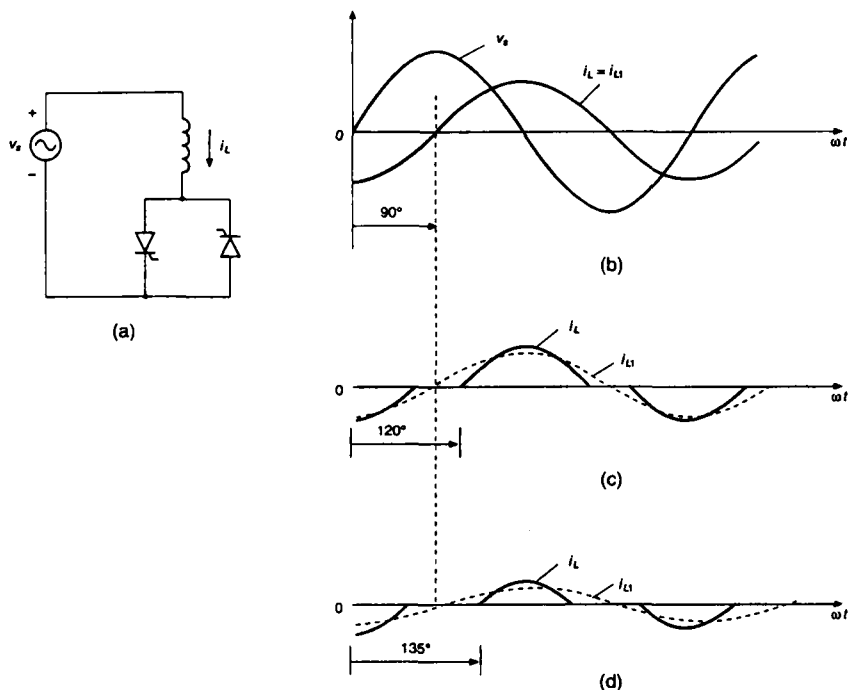 +
vs
−
iL
(a)
vs
iL = iL1
0
ωt
90°
(b)
iL
iL1
0
ωt
120°
(c)
iL
iL1
0
ωt
135°
(d)